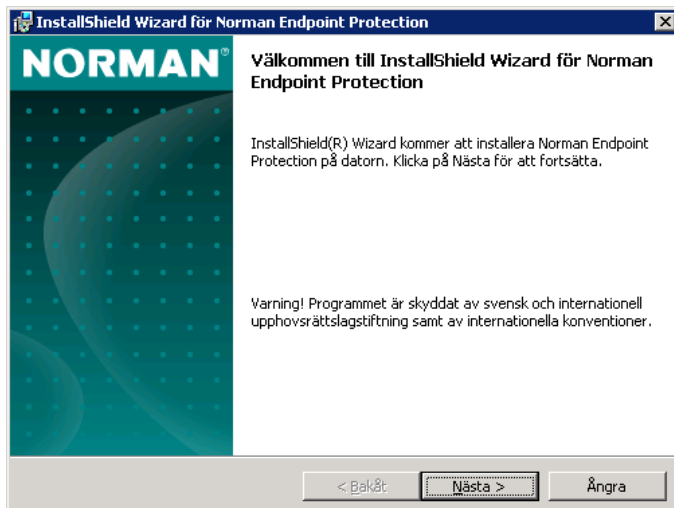 InstallShield Wizard för Norman Endpoint Protection
NORMAN®
Välkommen till InstallShield Wizard för Norman
Endpoint Protection
InstallShield(R) Wizard kommer att installera Norman Endpoint
Protection på datorn. Klicka på Nästa för att fortsätta.
Varning! Programmet är skyddat av svensk och internationell
upphovsrättslagstiftning samt av internationella konventioner.
< Bakåt
Nästa >
Ångra